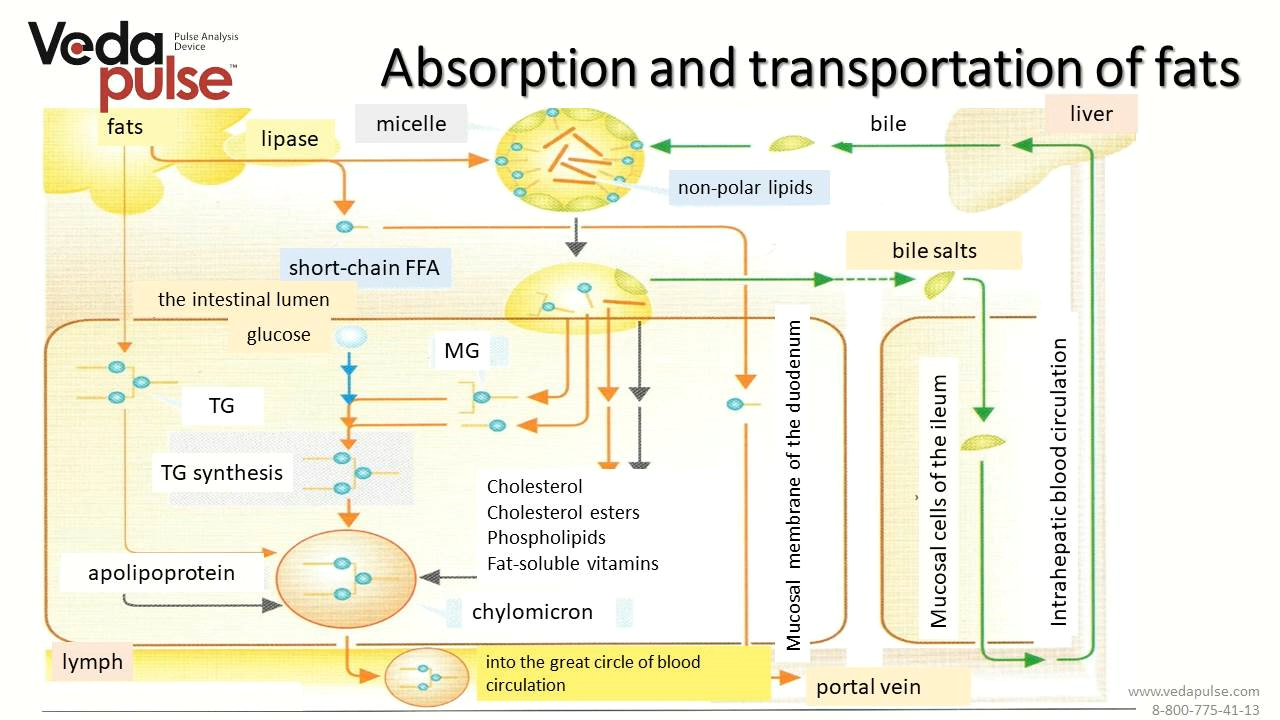 Veda
pulse™
Pulse Analysis
Device
Absorption and transportation of fats
fats
lipase
micelle
bile
liver
non-polar lipids
short-chain FFA
bile salts
the intestinal lumen
glucose
MG
TG
TG synthesis
Cholesterol
Cholesterol esters
Phospholipids
Fat-soluble vitamins
apolipoprotein
chylomicron
Mucosal membrane of the duodenum
Mucosal cells of the ileum
Intrahepatic blood circulation
lymph
into the great circle of blood
circulation
portal vein
www.vedapulse.com
8-800-775-41-13